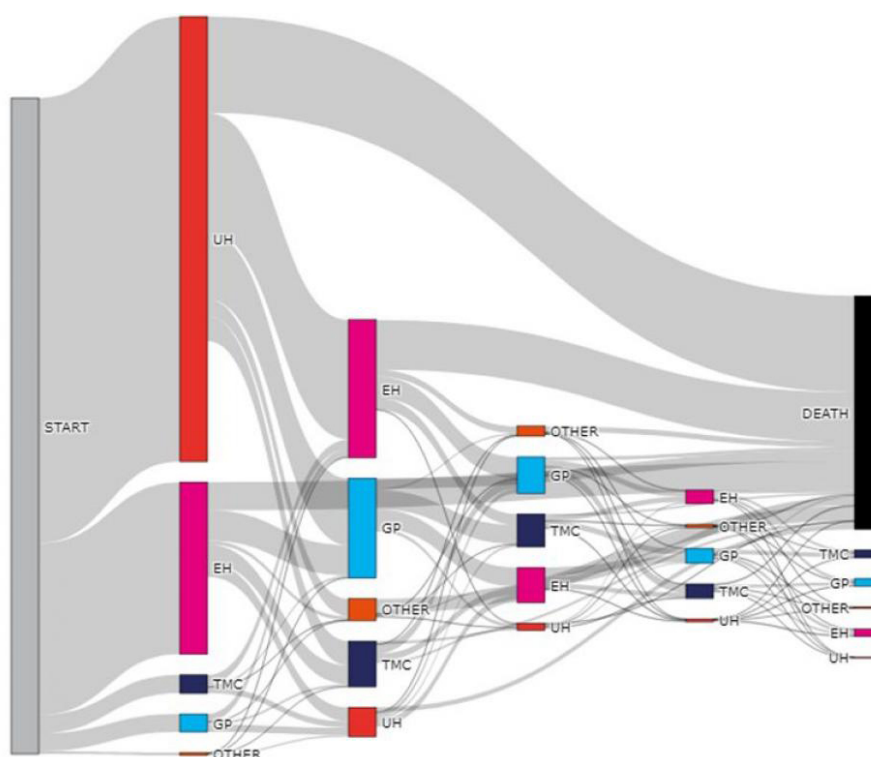 START
UH
EH
TMC
GP
OTHER
EH
GP
OTHER
TMC
UH
OTHER
GP
TMC
EH
UH
EH
OTHER
GP
TMC
UH
DEATH
TMC
GP
OTHER
EH
UH